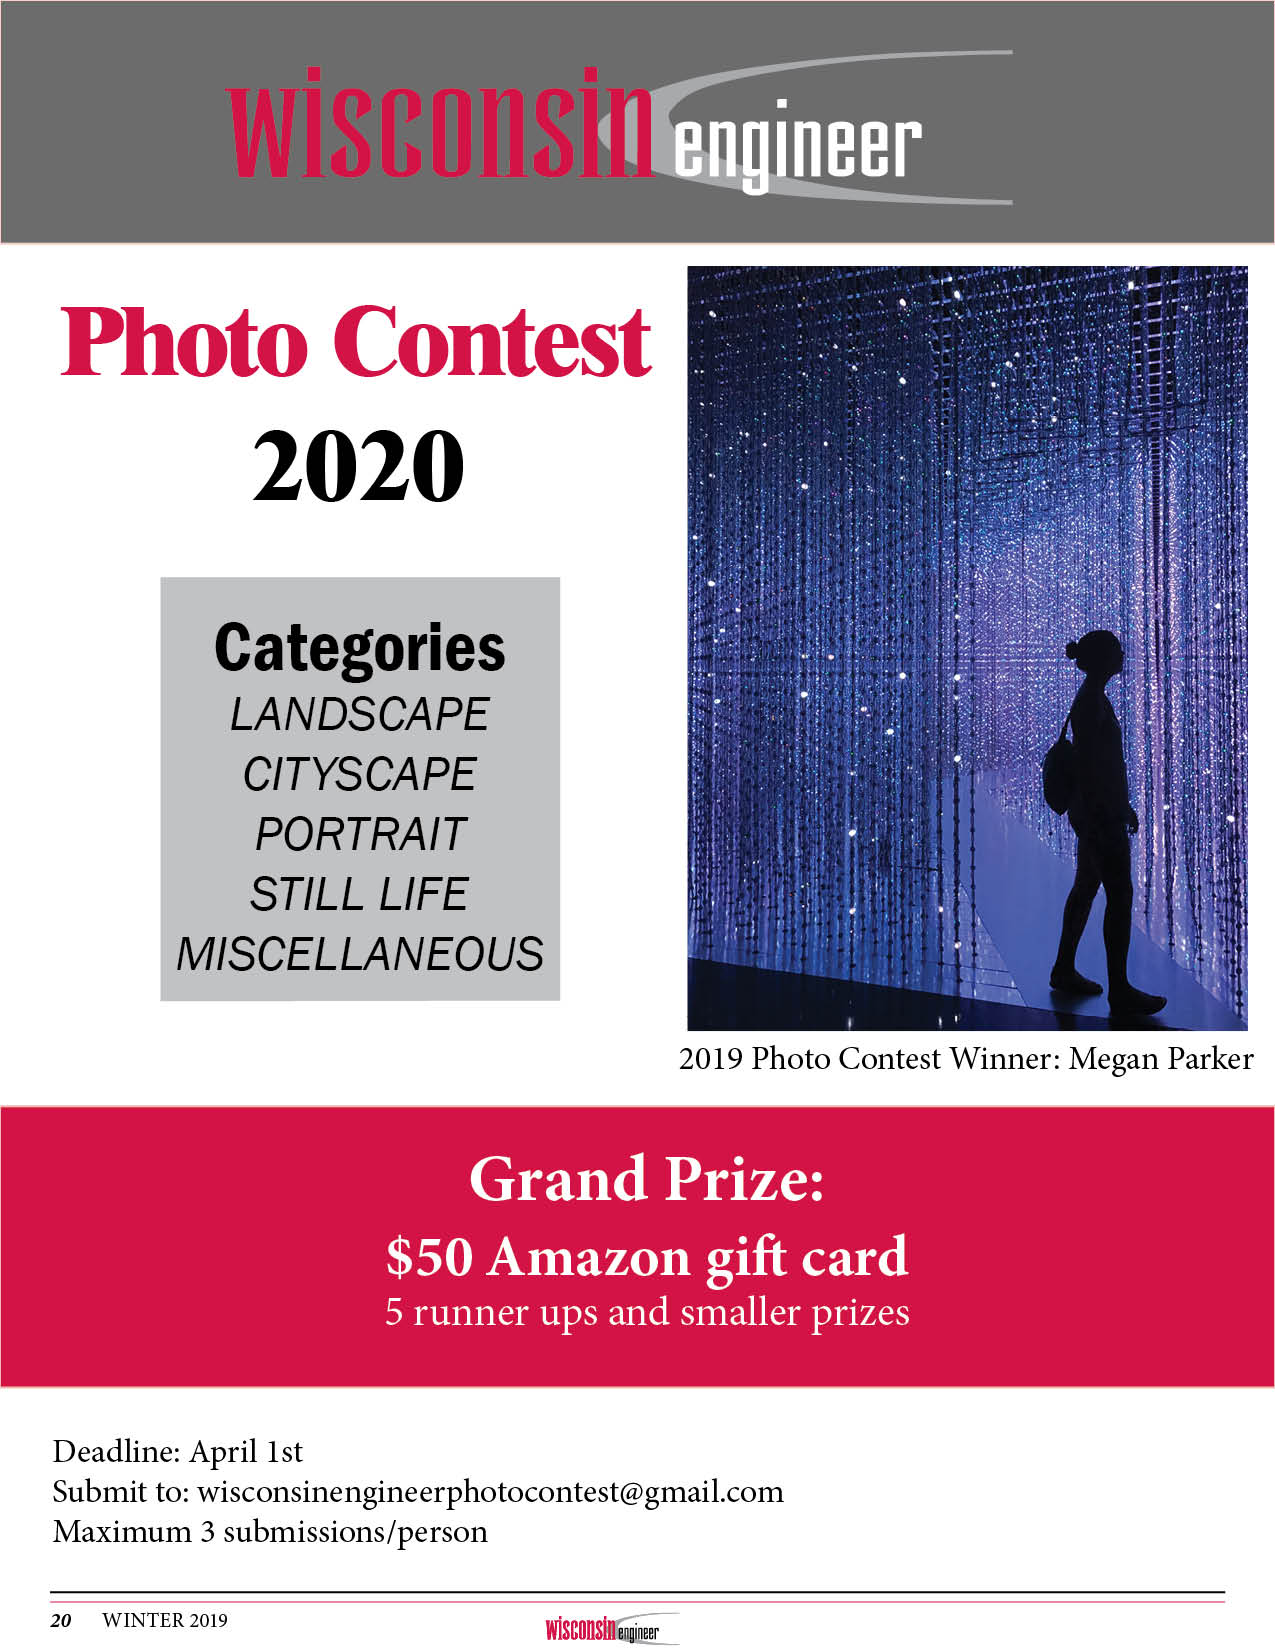 wisconsin engineer
Photo Contest
2020
Categories
LANDSCAPE
CITYSCAPE
PORTRAIT
STILL LIFE
MISCELLANEOUS
2019 Photo Contest Winner: Megan Parker
Grand Prize:
$50 Amazon gift card
5 runner ups and smaller prizes
Deadline: April 1st
Submit to: wisconsinengineerphotocontest@gmail.com
Maximum 3 submissions/person
20 WINTER 2019 wisconsin engineer